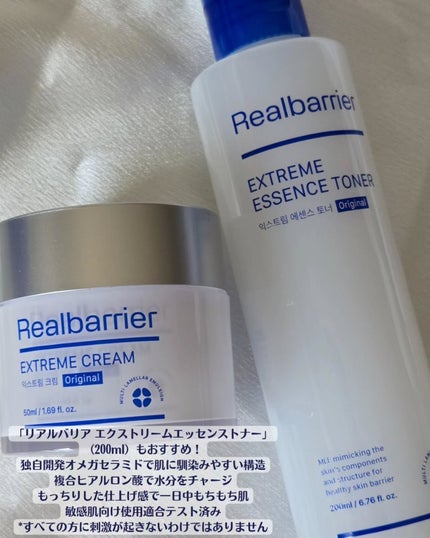 Realbarrier
EXTREME
ESSENCE TONER
익스트림 에센스 토너 Original
Realbarrier
EXTREME CREAM
익스트림 크림 Original
50ml / 1.69 fl. oz.
MULTI LAMELLAR EMULSION
MLE mimicking the
skin's components
and structure for
healthy skin barrier
200ml / 6.76 fl. oz.
「リアルバリア エクストリームエッセンストナー」
（200ml）もおすすめ！
独自開発オメガセラミドで肌に馴染みやすい構造
複合ヒアルロン酸で水分をチャージ
もっちりした仕上げ感で一日中もちもち肌
敏感肌向け使用適合テスト済み
*すべての方に刺激が起きないわけではありません